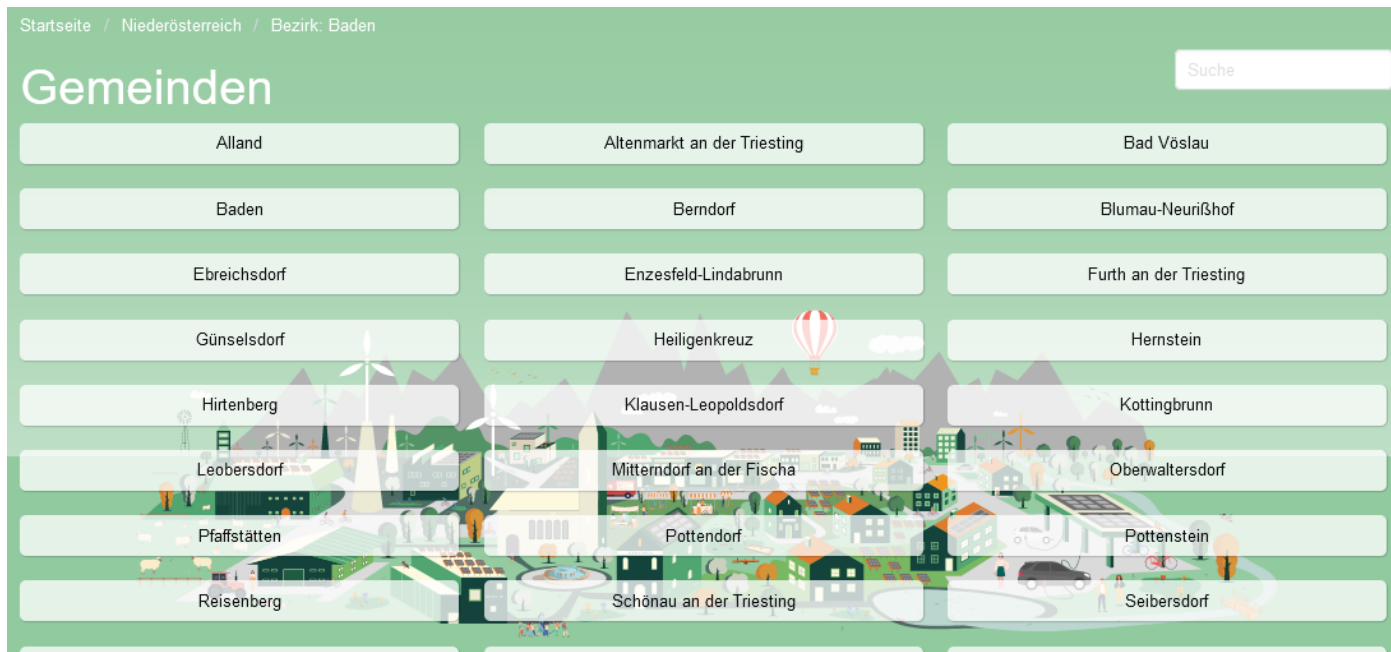 Startseite / Niederösterreich / Bezirk: Baden
Suche
Gemeinden
Alland
Altenmarkt an der Triesting
Bad Vöslau
Baden
Berndorf
Blumau-Neurißhof
Ebreichsdorf
Enzesfeld-Lindabrunn
Furth an der Triesting
Günselsdorf
Heiligenkreuz
Hernstein
Hirtenberg
Klausen-Leopoldsdorf
Kottingbrunn
Leobersdorf
Mitterndorf an der Fischa
Oberwaltersdorf
Pfaffstätten
Pottendorf
Pottenstein
Reisenberg
Schönau an der Triesting
Seibersdorf